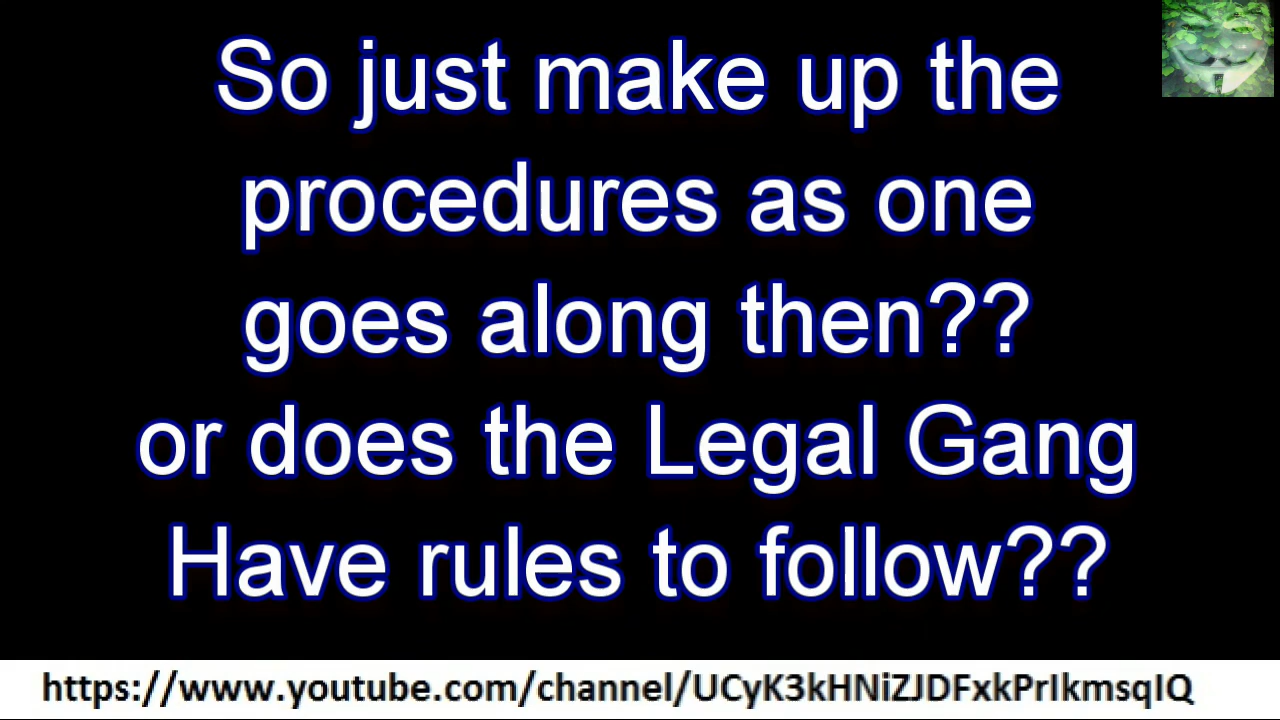 So just make up the
procedures as one
goes along then??
or does the Legal Gang
Have rules to follow??
https://www.youtube.com/channel/UCyK3kHNiZJDFxkPrIkmsqIQ